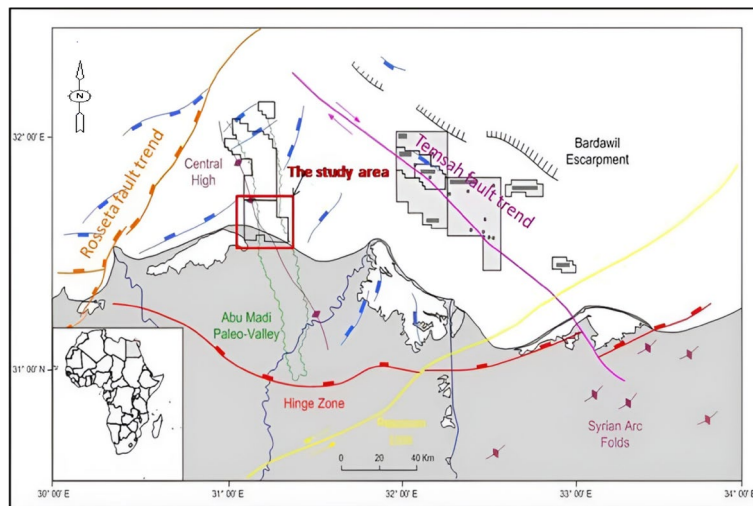 N
32° 00' E
31° 00' N
Rosseta fault trend
Central
High
The study area
Temsah fault trend
Bardawil
Escarpment
Abu Madi
Paleo-Valley
Hinge Zone
Syrian Arc
Folds
0 20 40 Km
30° 00' E
31° 00' E
32° 00' E
33° 00' E
34° 00' E